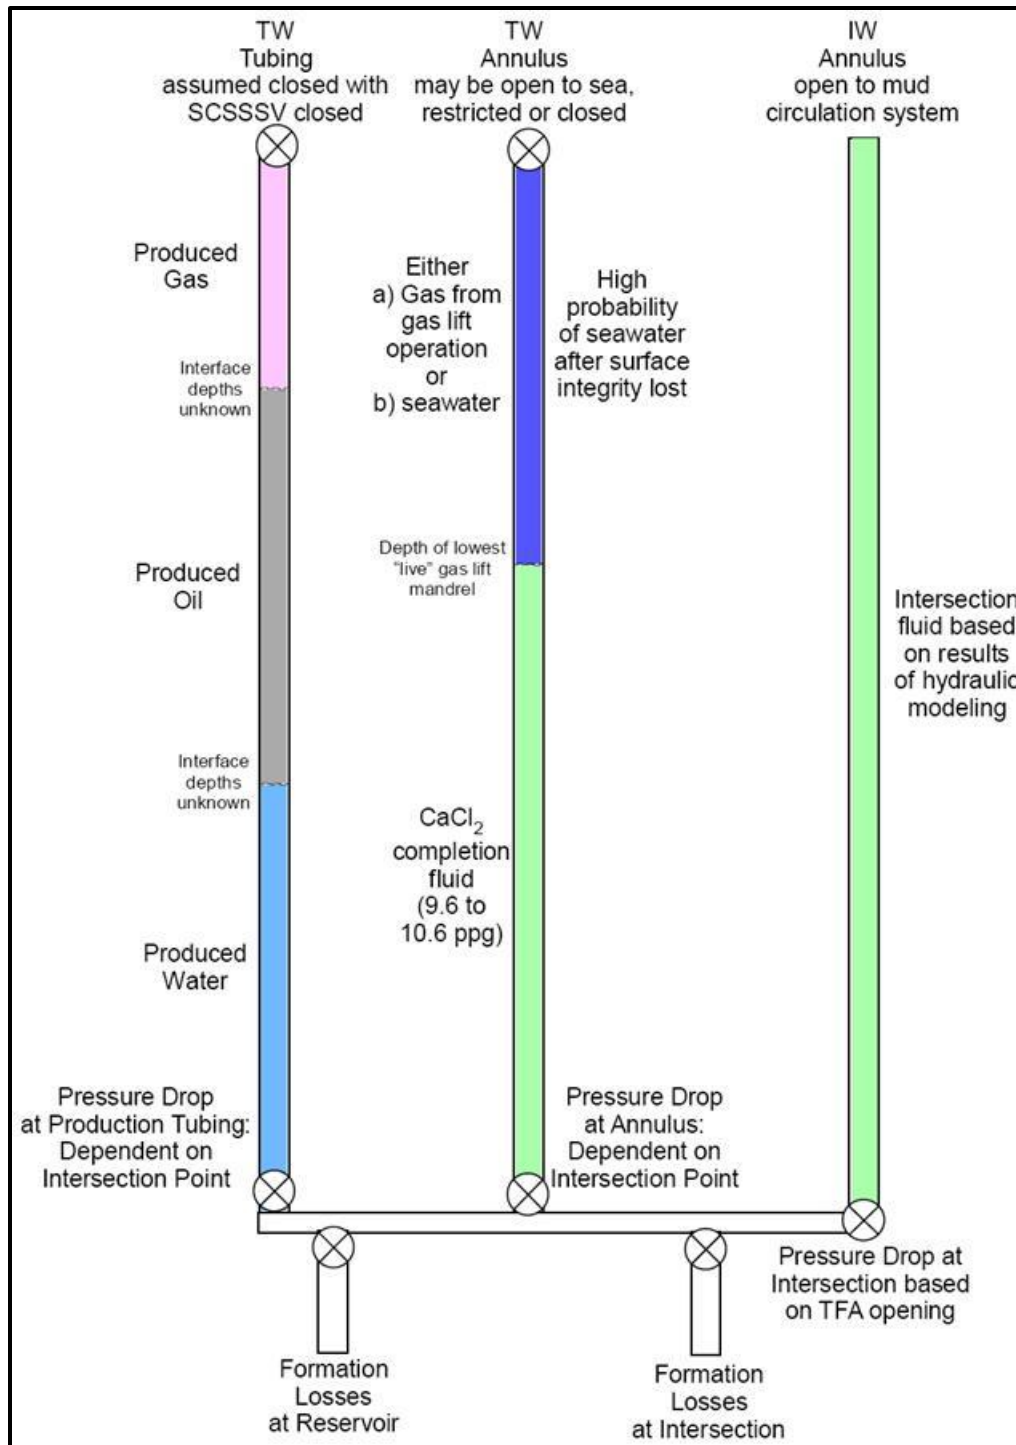 TW
Tubing
assumed closed with
SCSSSV closed
TW
Annulus
may be open to sea,
restricted or closed
IW
Annulus
open to mud
circulation system
Produced
Gas
Either
a) Gas from
gas lift
operation
or
b) seawater
High
probability
of seawater
after surface
integrity lost
Interface
depths
unknown
Depth of lowest
"live" gas lift
mandrel
Produced
Oil
Intersection
fluid based
on results
of hydraulic
modeling
Interface
depths
unknown
CaCl2
completion
fluid
(9.6 to
10.6 ppg)
Produced
Water
Pressure Drop
at Production Tubing:
Dependent on
Intersection Point
Pressure Drop
at Annulus:
Dependent on
Intersection Point
Pressure Drop at
Intersection based
on TFA opening
Formation
Losses
at Reservoir
Formation
Losses
at Intersection